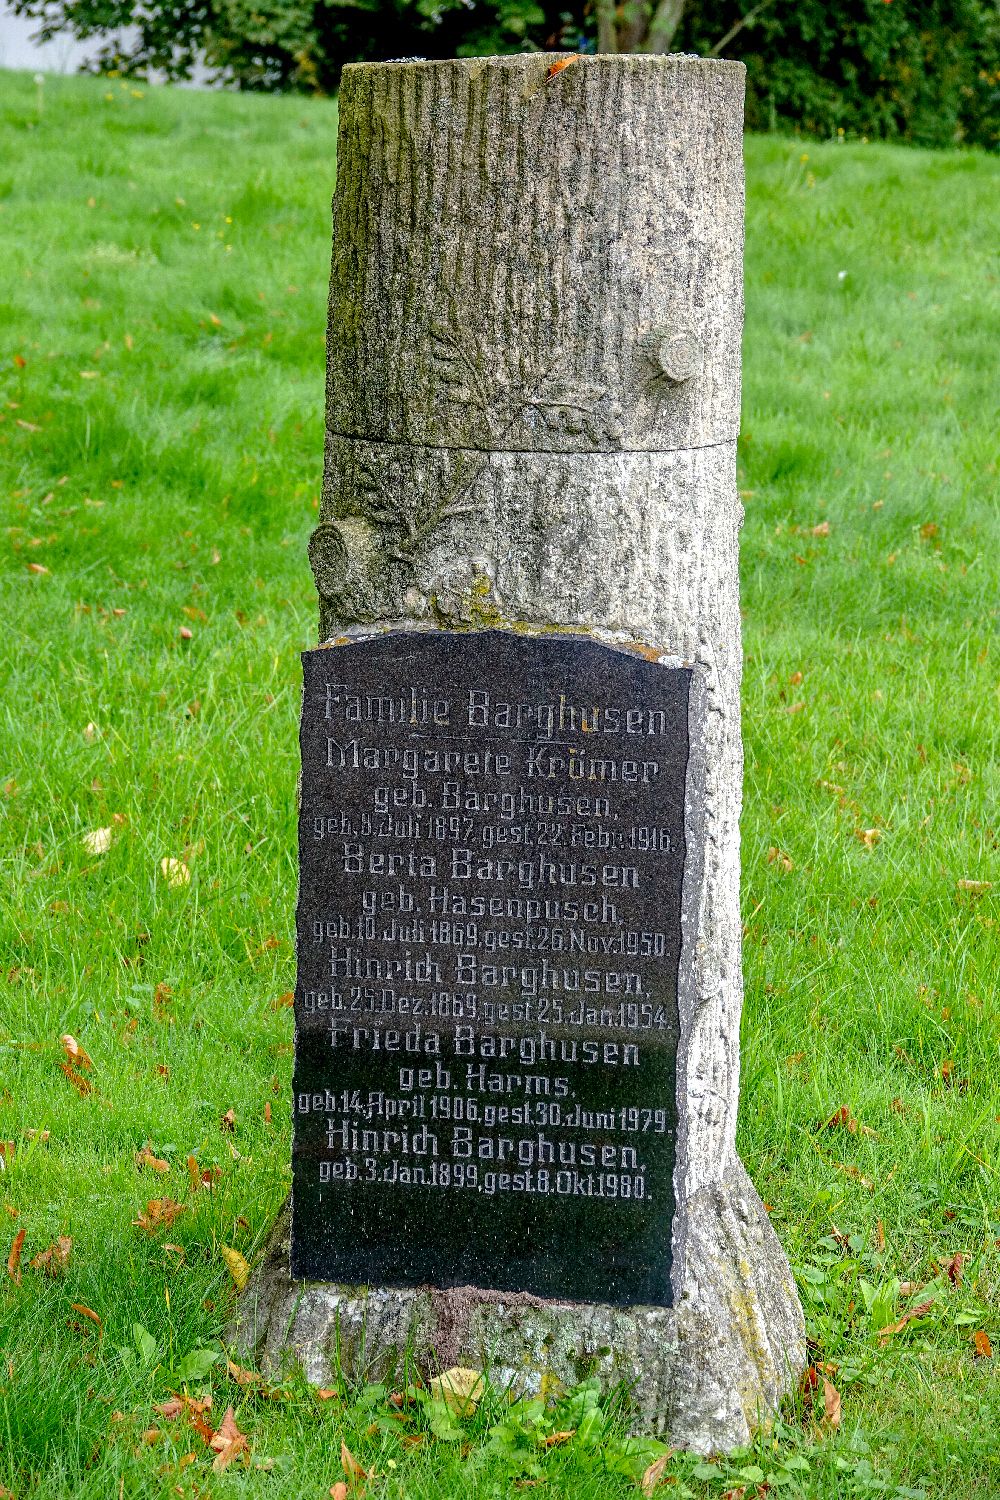 Familie Barghusen
Margarete Krömer
geb. Barghusen,
geb. 9. Juli 1897, gest. 22. Febr. 1916.
Berta Barghusen
geb. Hasenpusch,
geb. 10. Juli 1869, gest. 26. Nov. 1950.
Hinrich Barghusen,
geb. 25. Dez. 1869, gest. 25. Jan. 1954.
Frieda Barghusen
geb. Harms,
geb. 14. April 1906, gest. 30. Juni 1979.
Hinrich Barghusen,
geb. 3. Jan. 1899, gest. 8. Okt. 1980.